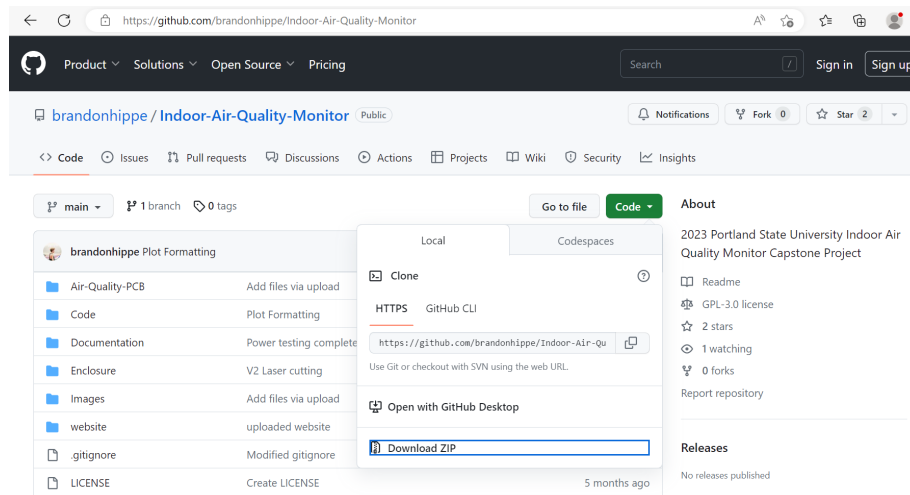 https://github.com/brandonhippe/Indoor-Air-Quality-Monitor
Product Solutions Open Source Pricing Search / Sign in Sign up
brandonhippe / Indoor-Air-Quality-Monitor Public Notifications Fork 0 Star 2
Code Issues Pull requests Discussions Actions Projects Wiki Security Insights
main 1 branch 0 tags Go to file Code
brandonhippe Plot Formatting
Air-Quality-PCB Add files via upload
Code Plot Formatting
Documentation Power testing complete
Enclosure V2 Laser cutting
Images Add files via upload
website uploaded website
.gitignore Modified gitignore
LICENSE Create LICENSE 5 months ago
Local Codespaces
Clone
HTTPS GitHub CLI
https://github.com/brandonhippe/Indoor-Air-Qu
Use Git or checkout with SVN using the web URL.
Open with GitHub Desktop
Download ZIP
About
2023 Portland State University Indoor Air
Quality Monitor Capstone Project
Readme
GPL-3.0 license
2 stars
1 watching
0 forks
Report repository
Releases
No releases published